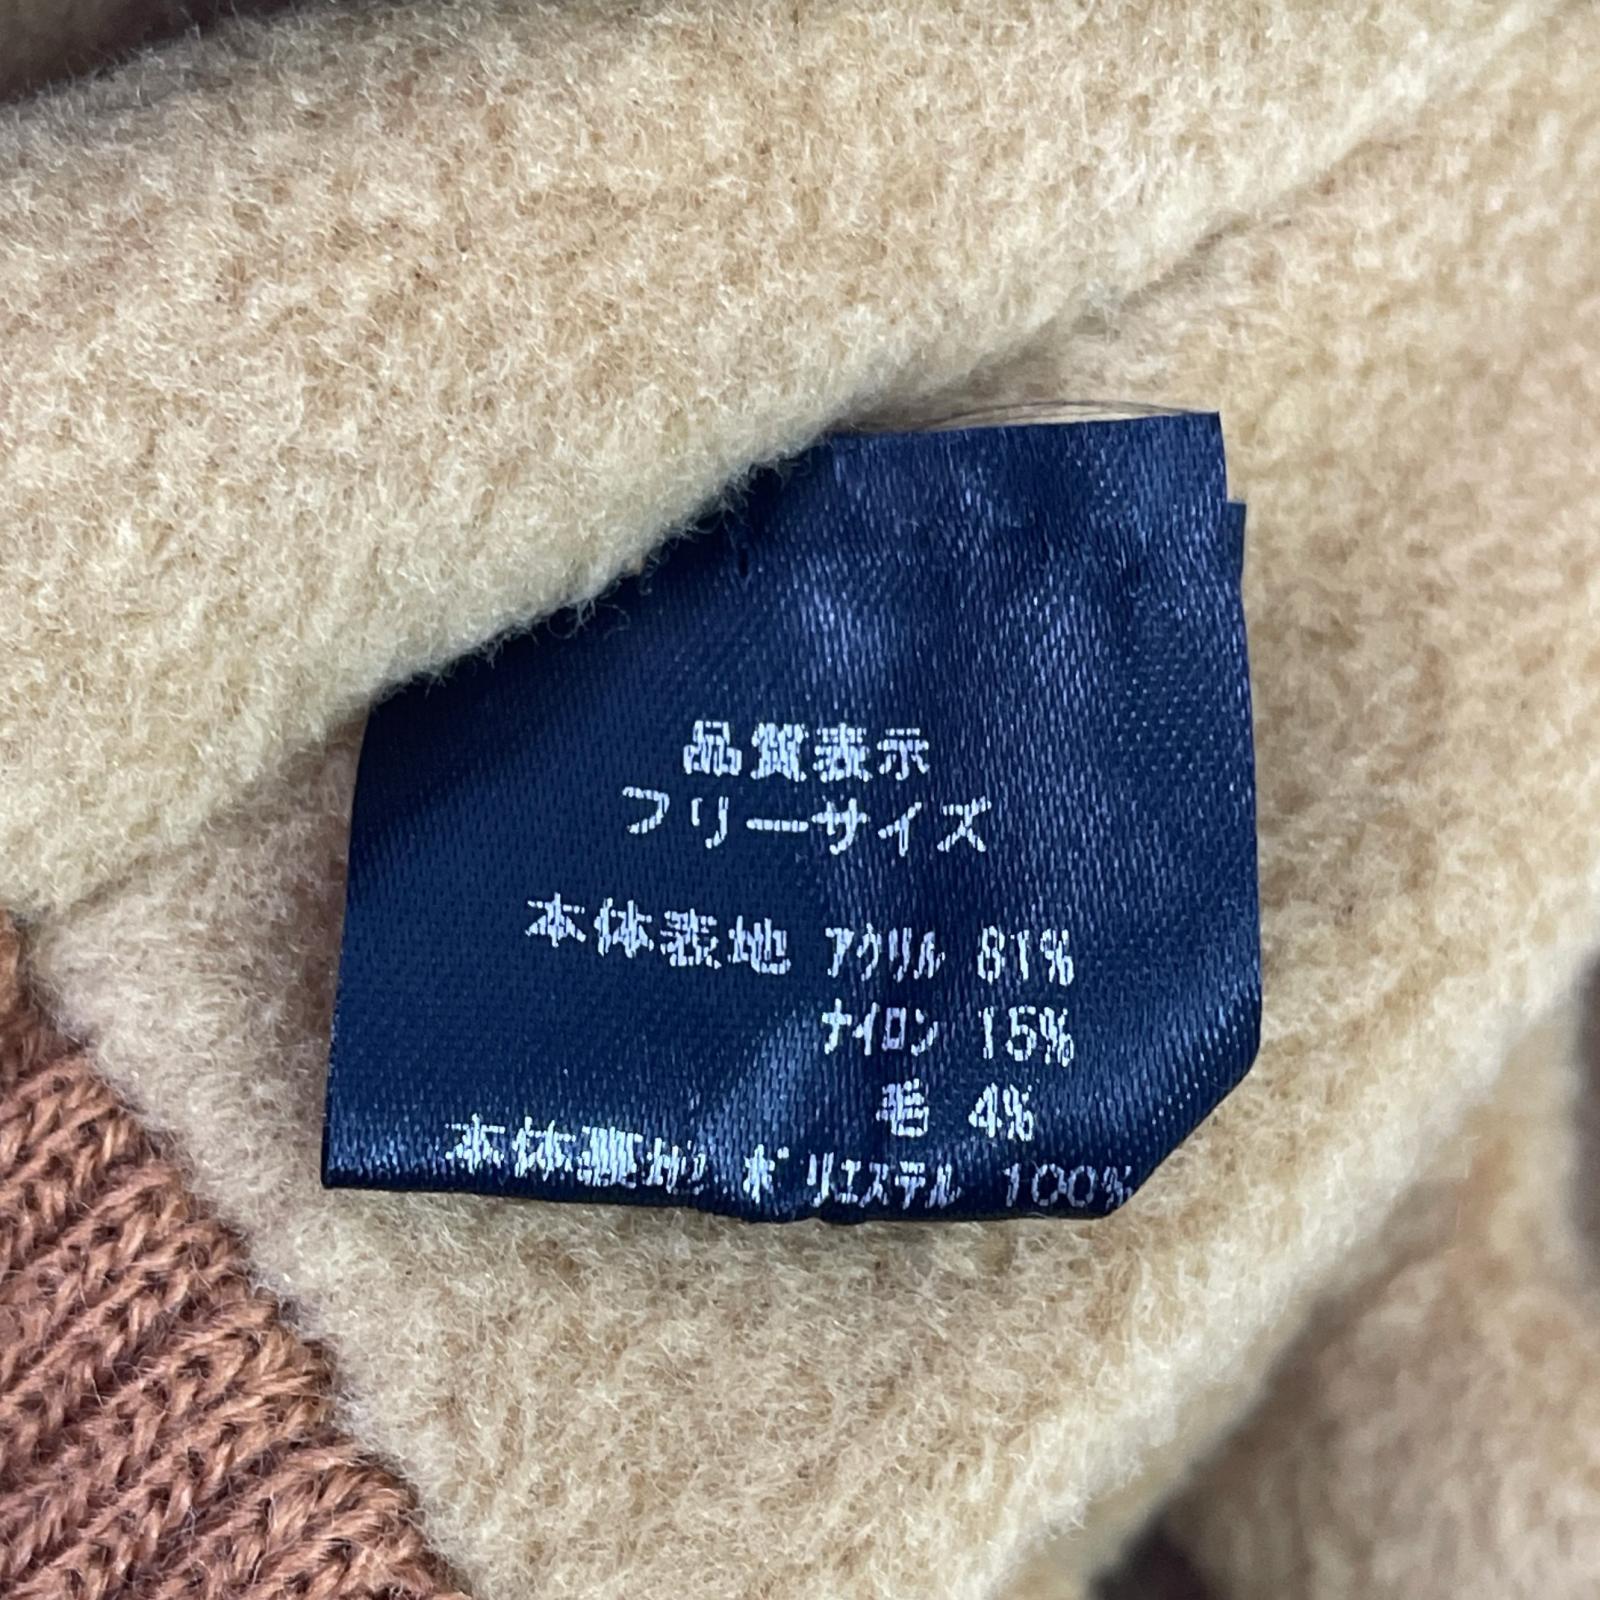 品質表示
フリーサイズ
本体表地 アクリル 81%
ナイロン 15%
毛 4%
本体裏地 ポリエステル 100%